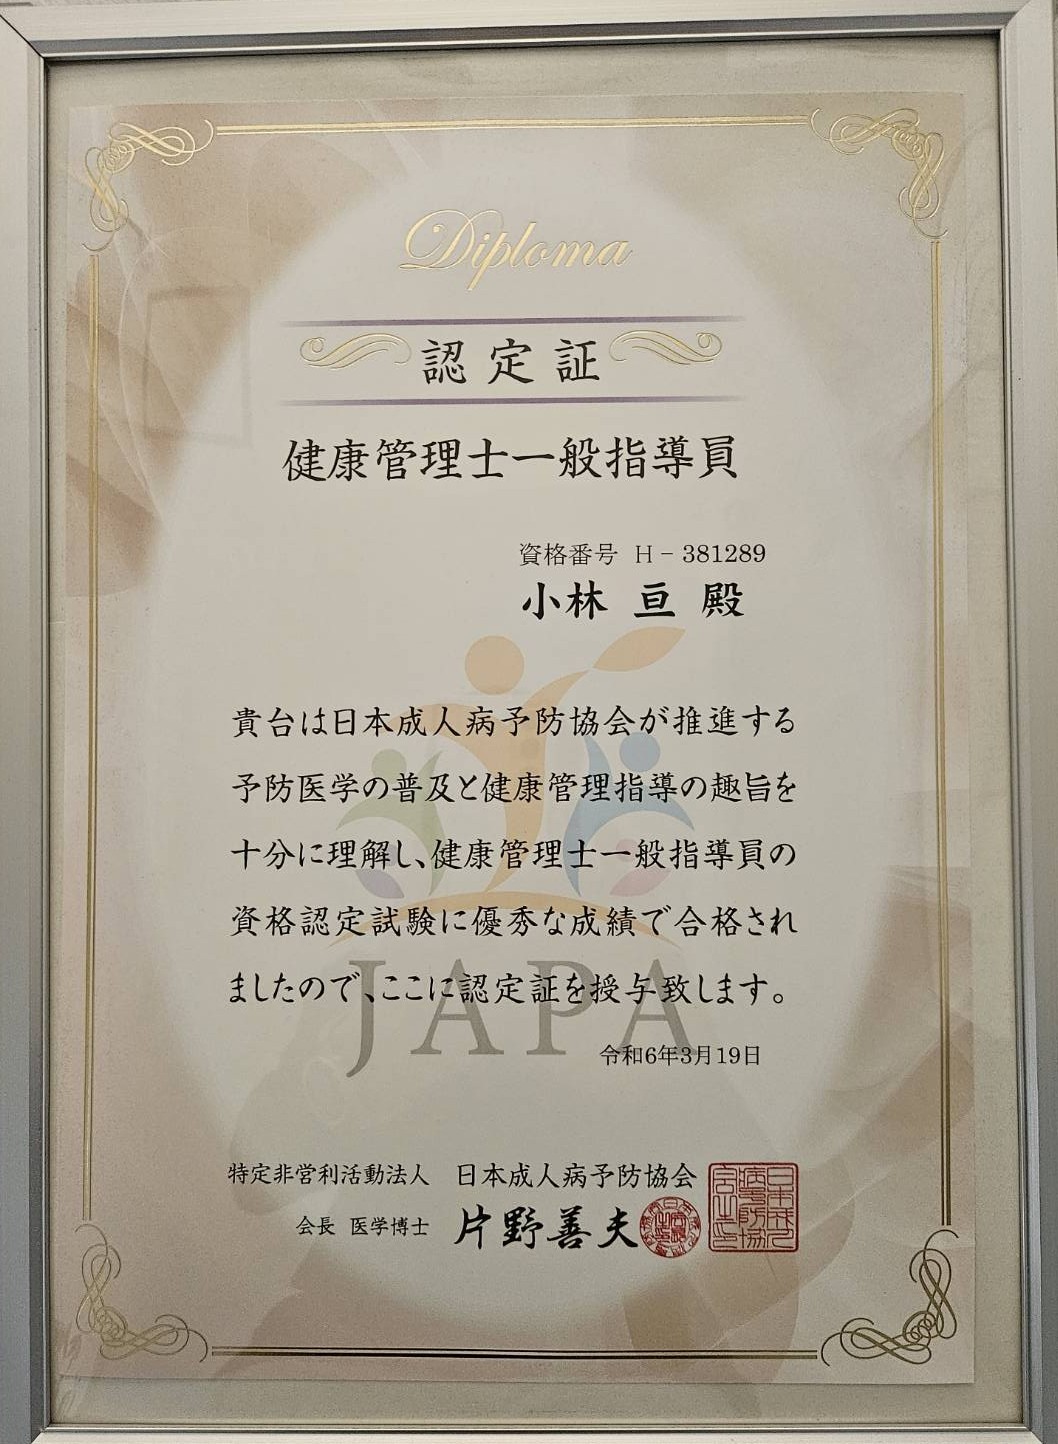 Diploma
認定証
健康管理士一般指導員
資格番号 H－381289
小林 亘 殿
貴台は日本成人病予防協会が推進する
予防医学の普及と健康管理指導の趣旨を
十分に理解し、健康管理士一般指導員の
資格認定試験に優秀な成績で合格され
ましたので、ここに認定証を授与致します。
JAPA
令和6年3月19日
特定非営利活動法人 日本成人病予防協会
会長 医学博士 片野善夫